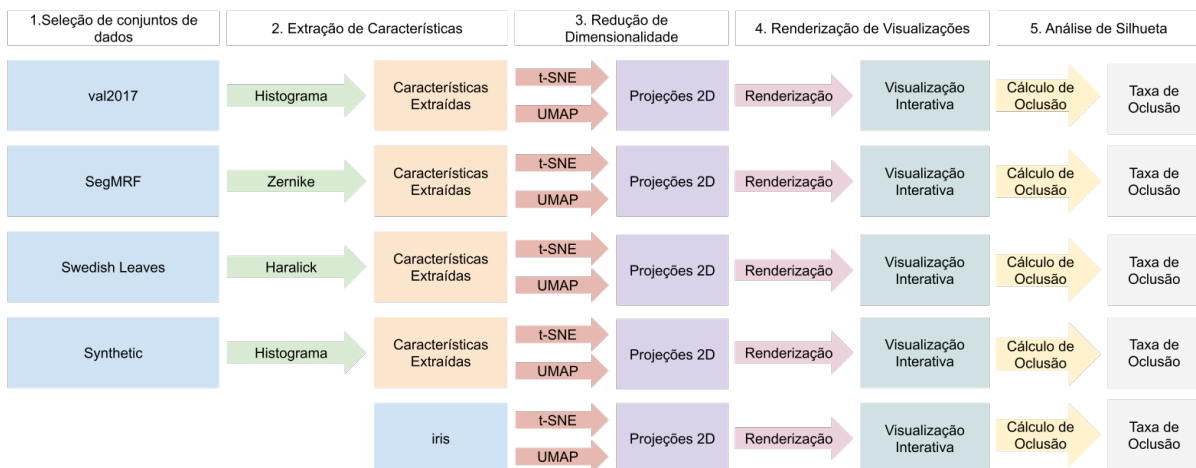 1.Seleção de conjuntos de
dados
2. Extração de Características
3. Redução de
Dimensionalidade
4. Renderização de Visualizações
5. Análise de Silhueta
val2017
Histograma
Características
Extraídas
t-SNE
UMAP
Projeções 2D
Renderização
Visualização
Interativa
Cálculo de
Oclusão
Taxa de
Oclusão
SegMRF
Zernike
Características
Extraídas
t-SNE
UMAP
Projeções 2D
Renderização
Visualização
Interativa
Cálculo de
Oclusão
Taxa de
Oclusão
Swedish Leaves
Haralick
Características
Extraídas
t-SNE
UMAP
Projeções 2D
Renderização
Visualização
Interativa
Cálculo de
Oclusão
Taxa de
Oclusão
Synthetic
Histograma
Características
Extraídas
t-SNE
UMAP
Projeções 2D
Renderização
Visualização
Interativa
Cálculo de
Oclusão
Taxa de
Oclusão
iris
t-SNE
UMAP
Projeções 2D
Renderização
Visualização
Interativa
Cálculo de
Oclusão
Taxa de
Oclusão